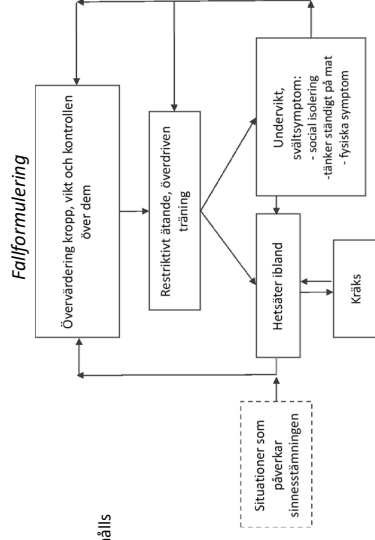 Fallformulering
Övervärdering kropp, vikt och kontrollen
över dem
Restriktivt ätande, överdriven
träning
Undervikt,
svältsymptom:
- social isolering
-tänker ständigt på mat
- fysiska symptom
Hetsäter ibland
Kräks
Situationer som
påverkar
sinnesstämningen